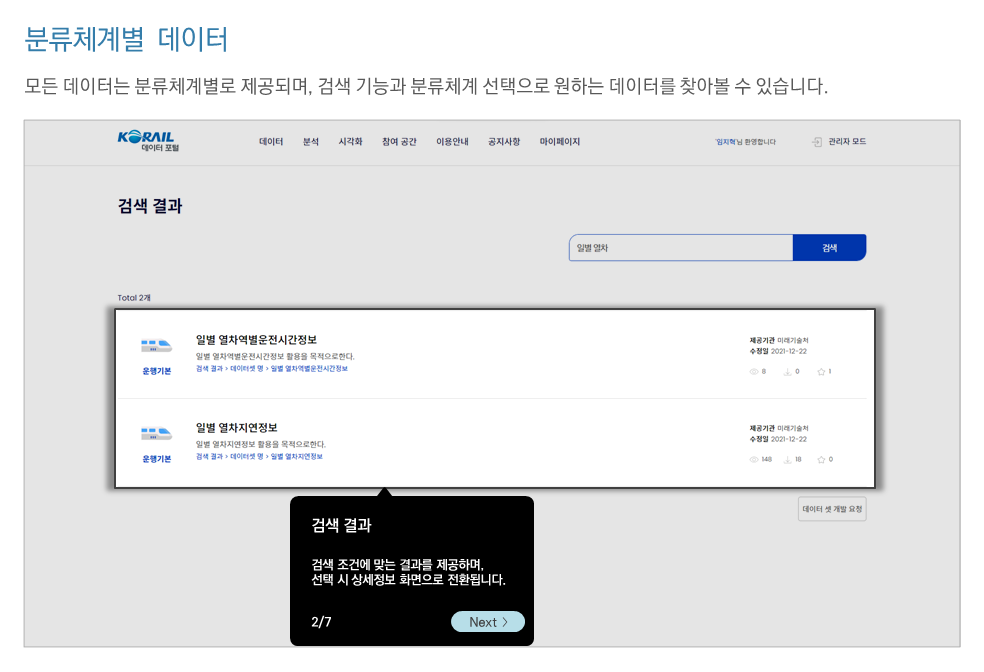 분류체계별 데이터
모든 데이터는 분류체계별로 제공되며, 검색 기능과 분류체계 선택으로 원하는 데이터를 찾아볼 수 있습니다.
KORAIL
데이터 포털
데이터 분석 시각화 참여 공간 이용안내 공지사항 마이페이지
'임지혁'님 환영합니다 관리자 모드
검색 결과
일별 열차 검색
Total 2개
일별 열차역별운전시간정보
일별 열차역별운전시간정보 활용을 목적으로한다.
검색 결과 > 데이터셋 명 > 일별 열차역별운전시간정보
운행기본
제공기관 미래기술처
수정일 2021-12-22
8 0 1
일별 열차지연정보
일별 열차지연정보 활용을 목적으로한다.
검색 결과 > 데이터셋 명 > 일별 열차지연정보
운행기본
제공기관 미래기술처
수정일 2021-12-22
148 18 0
데이터 셋 개발 요청
검색 결과
검색 조건에 맞는 결과를 제공하며,
선택 시 상세정보 화면으로 전환됩니다.
2/7 Next >